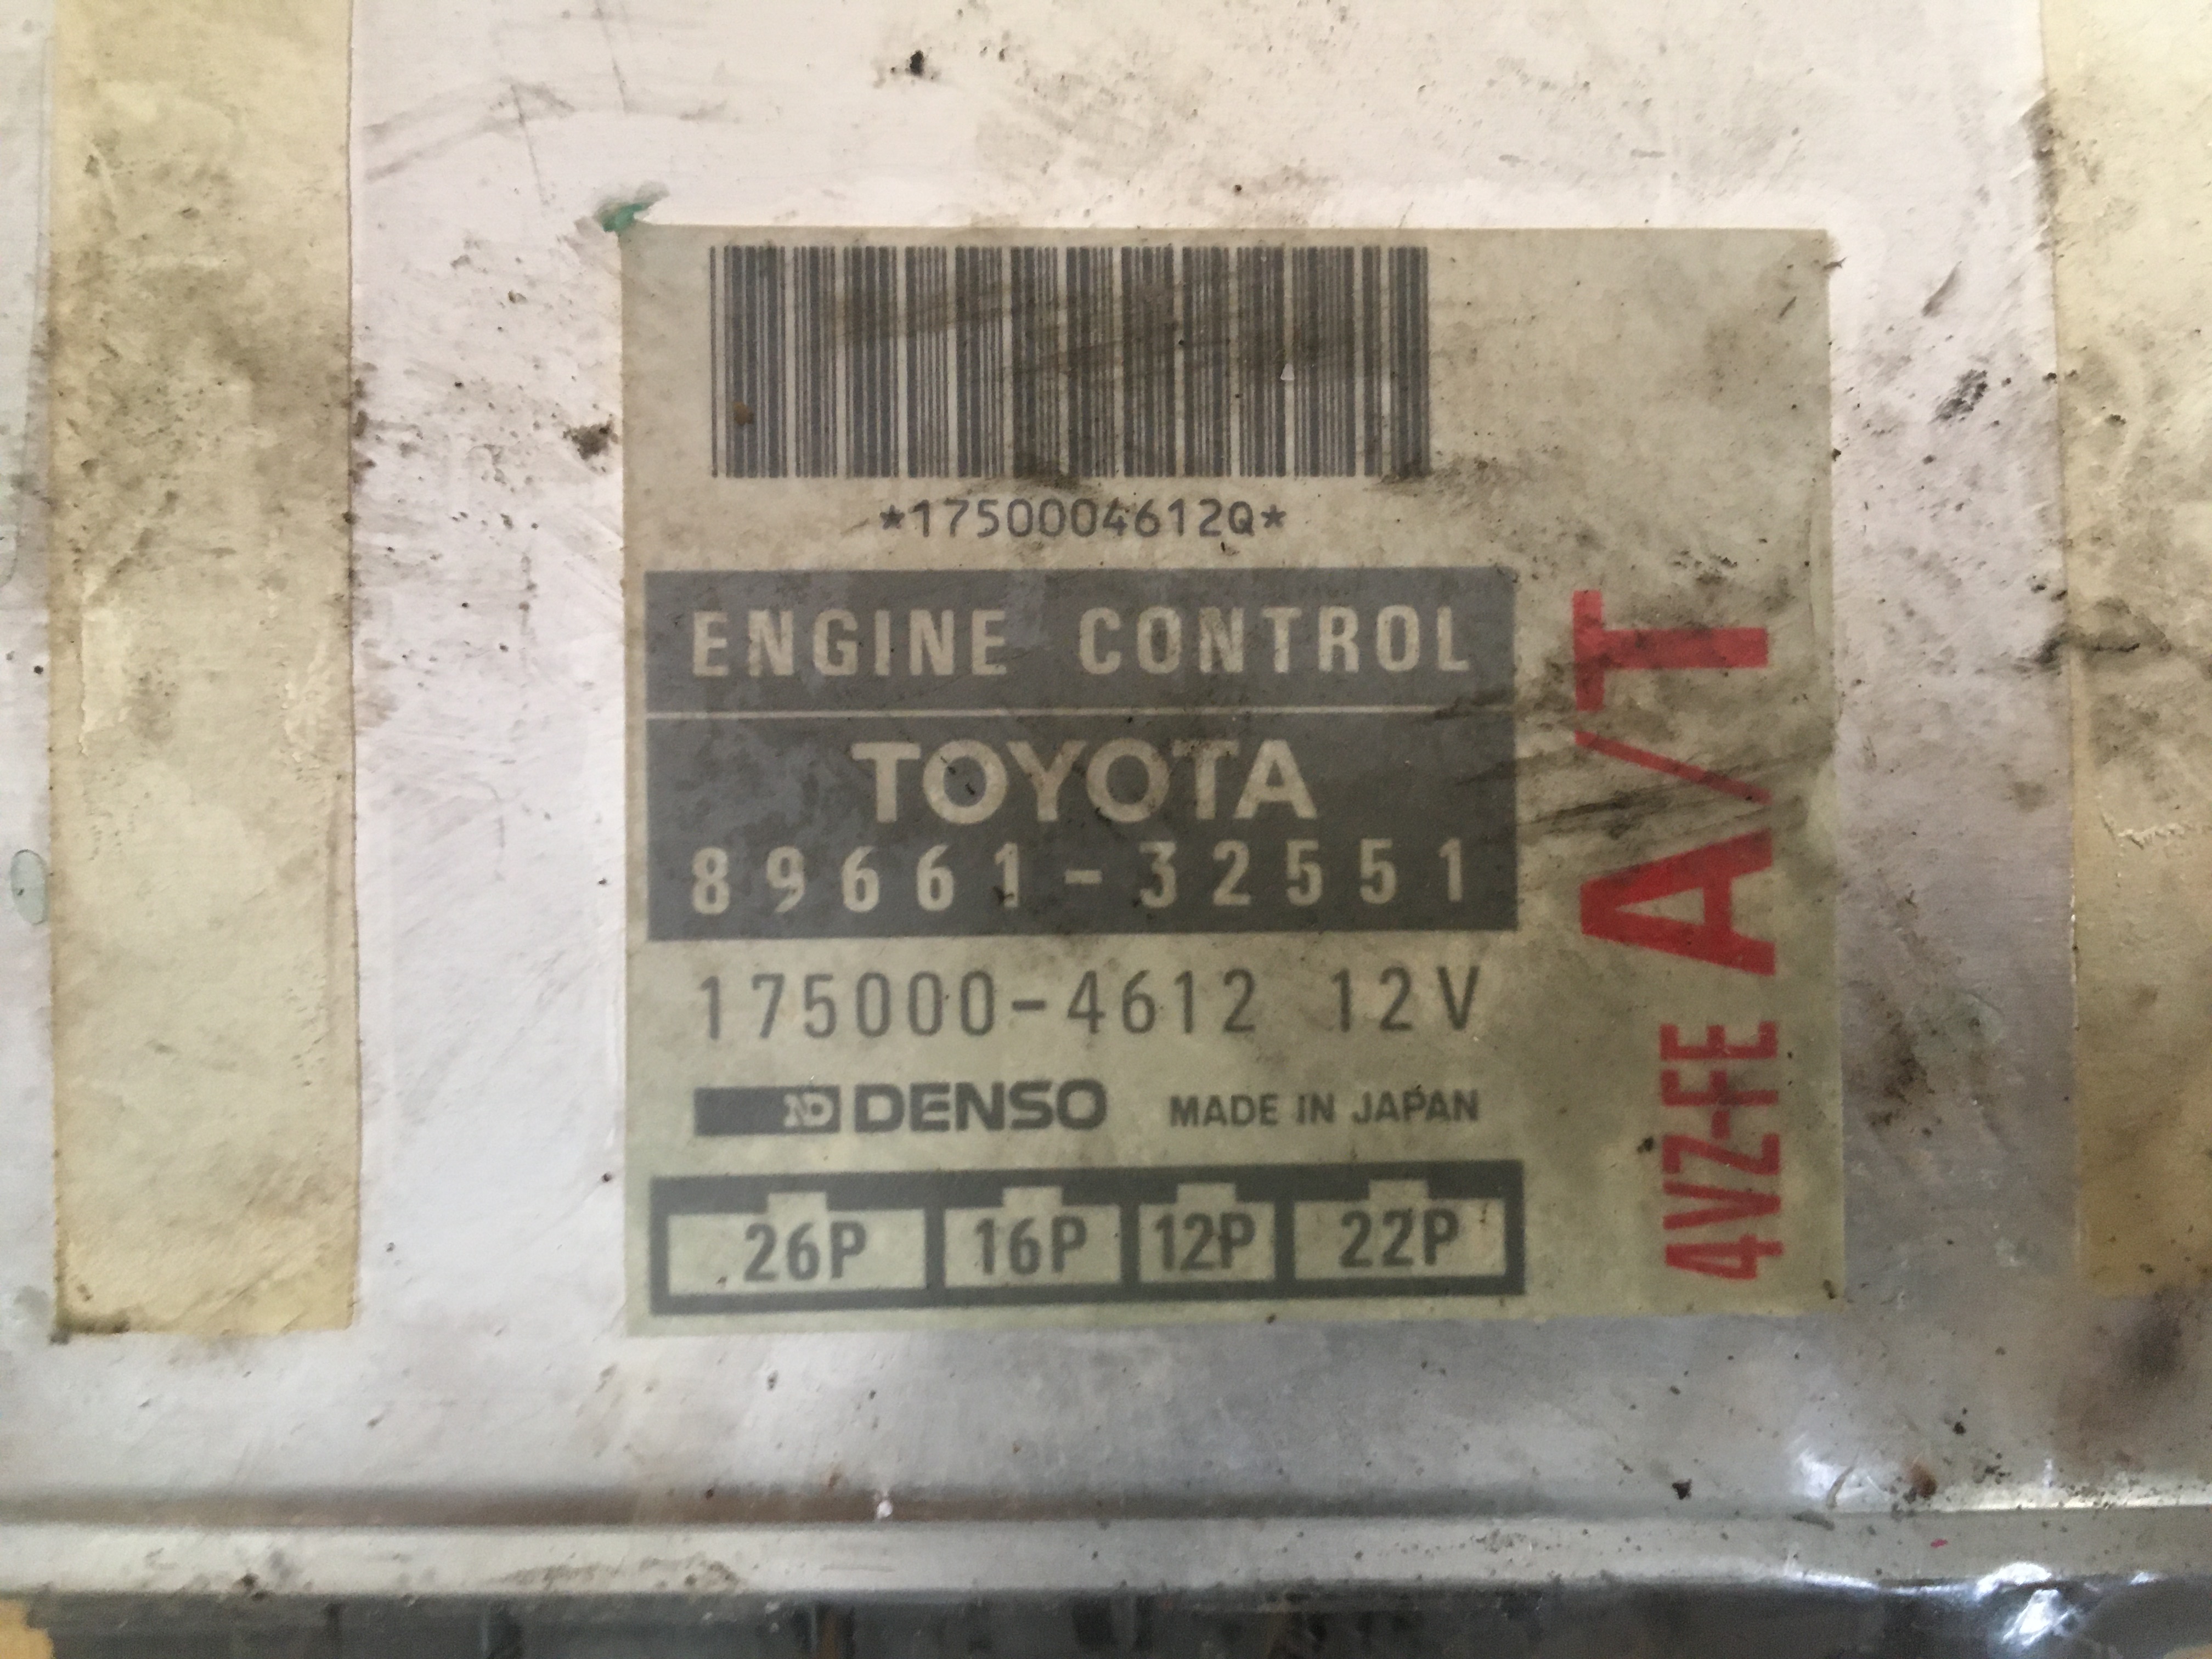 *1750004612Q*
ENGINE CONTROL
TOYOTA
89661-32551
175000-4612 12V
ND DENSO MADE IN JAPAN
26P 16P 12P 22P
4VZ-FE A/T